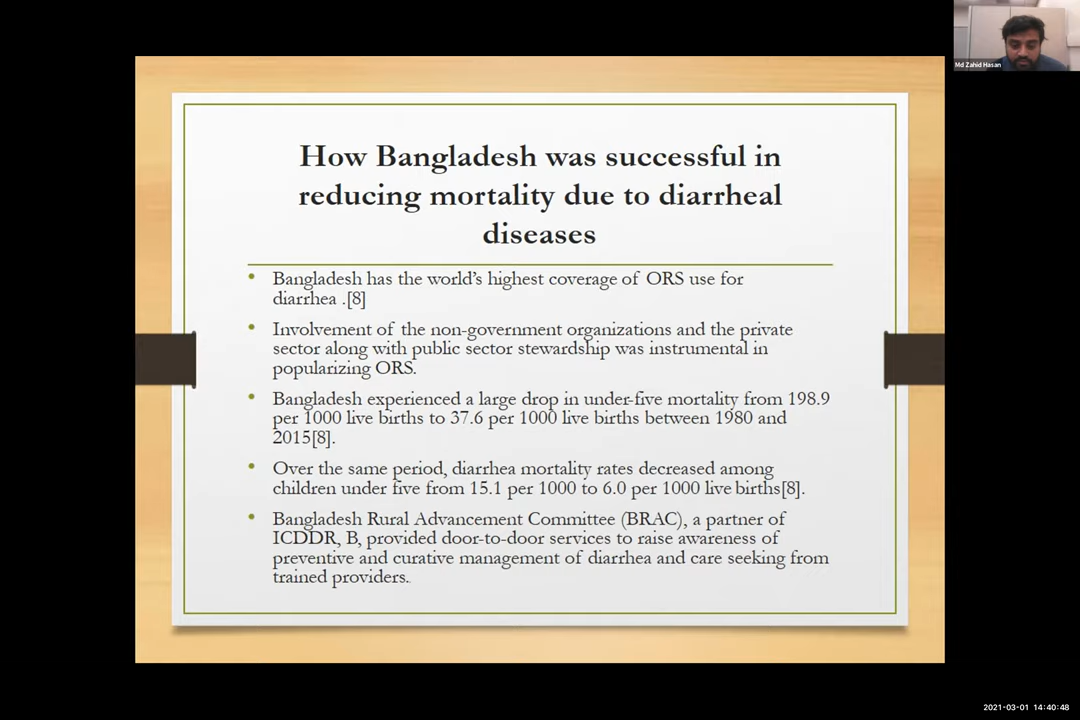 Md Zahid Hasan
How Bangladesh was successful in
reducing mortality due to diarrheal
diseases
• Bangladesh has the world's highest coverage of ORS use for
diarrhea .[8]
• Involvement of the non-government organizations and the private
sector along with public sector stewardship was instrumental in
popularizing ORS.
• Bangladesh experienced a large drop in under-five mortality from 198.9
per 1000 live births to 37.6 per 1000 live births between 1980 and
2015[8].
• Over the same period, diarrhea mortality rates decreased among
children under five from 15.1 per 1000 to 6.0 per 1000 live births[8].
• Bangladesh Rural Advancement Committee (BRAC), a partner of
ICDDR, B, provided door-to-door services to raise awareness of
preventive and curative management of diarrhea and care seeking from
trained providers.
2021-03-01 14:40:48